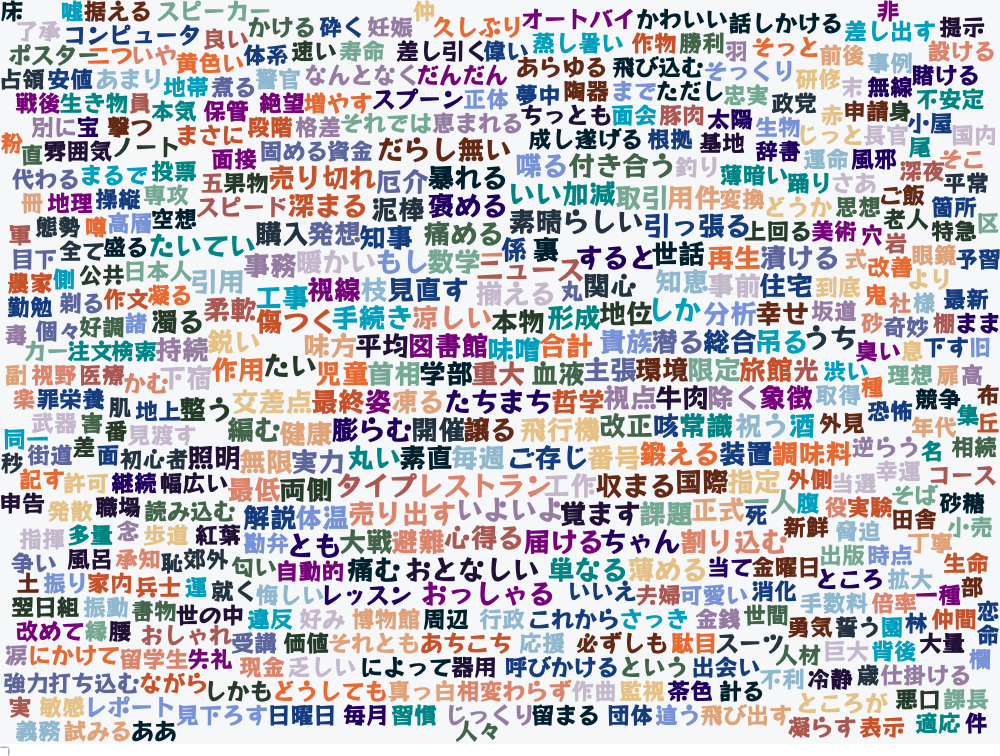 床 嘘 据える スピーカー 仲 オートバイ かわいい 話しかける 非
了承 コンピュータ 良い かける 砕く 妊娠 久しぶり 差し出す 提示
ポスター 二つ いや 黄色い 体系 速い 寿命 差し引く 偉い 蒸し暑い 作物 勝利 羽 そっと 前後 事例 設ける
占領 安値 あまり 地帯 煮る 警官 なんとなく だんだん あらゆる 飛び込む そっくり 研修 末 無線 賭ける
戦後 生き物 員 本気 保管 絶望 増やす スプーン 正体 夢中 陶器 まで ただし 忠実 政党 赤 申請 身 不安定
粉 別に 宝 撃つ まさに 段階 格差 それでは 恵まれる ちっとも 面会 豚肉 太陽 生物 じっと 長官 小屋 国内
直 雰囲気 ノート 面接 固める 資金 だらし無い 成し遂げる 根拠 基地 辞書 運命 風邪 尾 そこ
代わる まるで 投票 五 男物 売り切れ 厄介 暴れる 喋る 付き合う 釣り 薄暗い 踊り さあ 深夜 平常
冊 地理 操縦 専攻 スピード 深まる 泥棒 褒める いい加減 取引 用件 変換 どうか 思想 ご飯 箇所
軍 態勢 噂 高層 空想 購入 発想 知事 痛める 素晴らしい 引っ張る 上回る 美術 穴 老人 特急 区
目下 全て 盛る たいてい 事務 暖かい もし 数学 係 裏 すると 世話 再生 漬ける 式 岩 眼鏡 予習
農家 側 公共 日本人 引用 ニュース 関心 知恵 事前 住宅 到底 改善 より
勤勉 剃る 作文 凝る 柔軟 工事 視線 枝 見直す 揃える 丸 鬼 社 様 最新
毒 個々 好調 諸 濁る 傷つく 手続き 涼しい 本物 形成 地位 しか 分析 幸せ 坂道 砂 奇妙 棚 まま
カー 注文 検索 持続 鋭い 味方 平均 図書館 味噌 合計 貴族 潜る 総合 吊る うち 臭い 息 下す 旧
副 視野 医療 かむ 下宿 作用 たい 児童 首相 学部 重大 血液 主張 環境 限定 旅館 光 渋い 理想 扉 高
楽 罪 栄養 肌 地上 整う 交差点 最終 姿 凍る たちまち 哲学 視点 牛肉 除く 象徴 取得 種 恐怖 競争 布
武器 害 番 見渡す 編む 健康 膨らむ 開催 譲る 飛行機 改正 咳 常識 祝う 酒 外見 年代 集 丘
同一 秒 街道 差 面 初心者 照明 無限 実力 丸い 素直 毎週 ご存じ 番号 鍛える 装置 調味料 逆らう 名 相続
記す 許可 継続 幅広い 最低 両側 タイプ レストラン 工作 収まる 国際 指定 外側 当選 幸運 コース
申告 発散 職場 読み込む 解説 体温 売り出す いよいよ 覚ます 課題 正式 死 人 腹 役 実験 そば 砂糖
指揮 多量 念 歩道 紅葉 勘弁 とも 大戦 避難 心得る 届ける ちゃん 割り込む 新鮮 脅迫 田舎 小売
争い 風呂 承知 恥 郊外 匂い 自動的 痛む おとなしい 単なる 薄める 当て 金曜日 出版 時点 丁寧 生命
土 振り 家内 兵士 運 就く 悔しい レッスン おっしゃる いいえ 夫婦 可愛い 消化 ところ 拡大 一種 部
翌日 組 振動 書物 世の中 違反 好み 博物館 周辺 行政 これから さっき 金銭 世間 手数料 倍率 恋
改めて 縁 腰 おしゃれ 受講 価値 それとも あちこち 応援 必ずしも 駄目 スーツ 勇気 誓う 園 林 仲間 命
涙 にかけて 留学生 失礼 現金 乏しい によって 器用 呼びかける という 出会い 人材 巨大 背後 大量 欄
強力 打ち込む ながら しかも どうしても 真っ白 相変わらず 作曲 監視 茶色 計る 不利 冷静 歳 仕掛ける
実 敏感 レポート 見下ろす 日曜日 毎月 習慣 じっくり 留まる 団体 違う 飛び出す ところが 悪口 課長
義務 試みる ああ 人々 凝らす 表示 適応 件